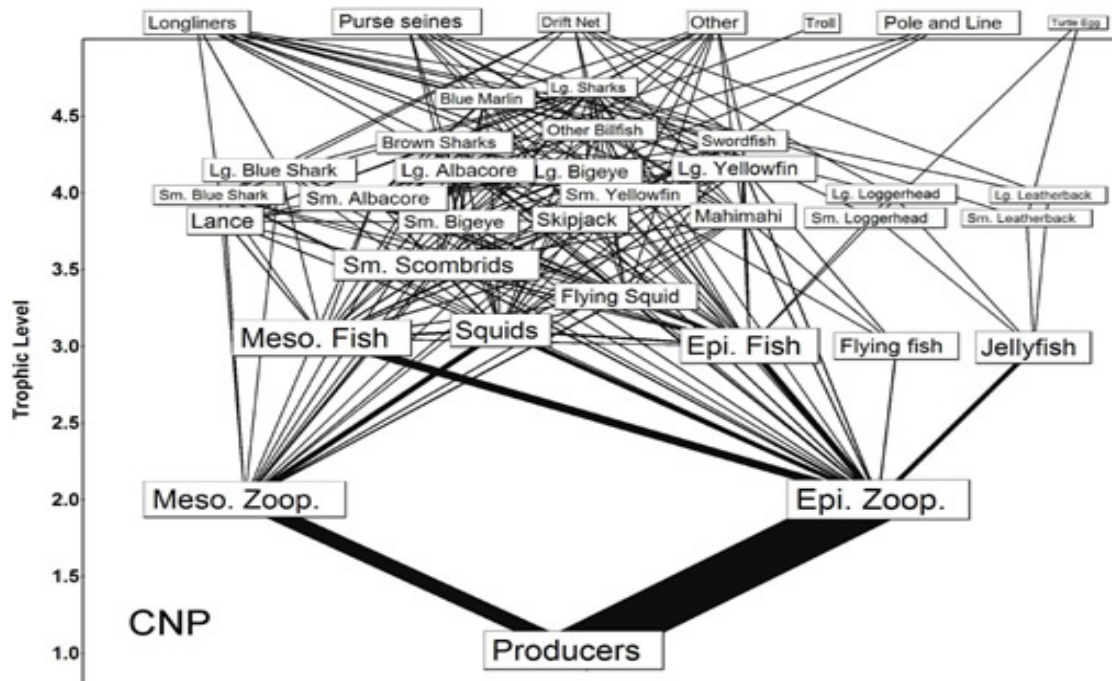 Longliners
Purse seines
Drift Net
Other
Troll
Pole and Line
Turtle Egg
Lg. Sharks
Blue Marlin
4.5
Other Billfish
Brown Sharks
Swordfish
Lg. Blue Shark
Lg. Albacore
Lg. Bigeye
Lg. Yellowfin
4.0
Sm. Blue Shark
Sm. Albacore
Sm. Yellowfin
Lg. Loggerhead
Lg. Leatherback
Lance
Sm. Bigeye
Skipjack
Mahimahi
Sm. Loggerhead
Sm. Leatherback
3.5
Sm. Scombrids
Flying Squid
Trophic Level
3.0
Meso. Fish
Squids
Epi. Fish
Flying fish
Jellyfish
2.5
2.0
Meso. Zoop.
Epi. Zoop.
1.5
CNP
1.0
Producers